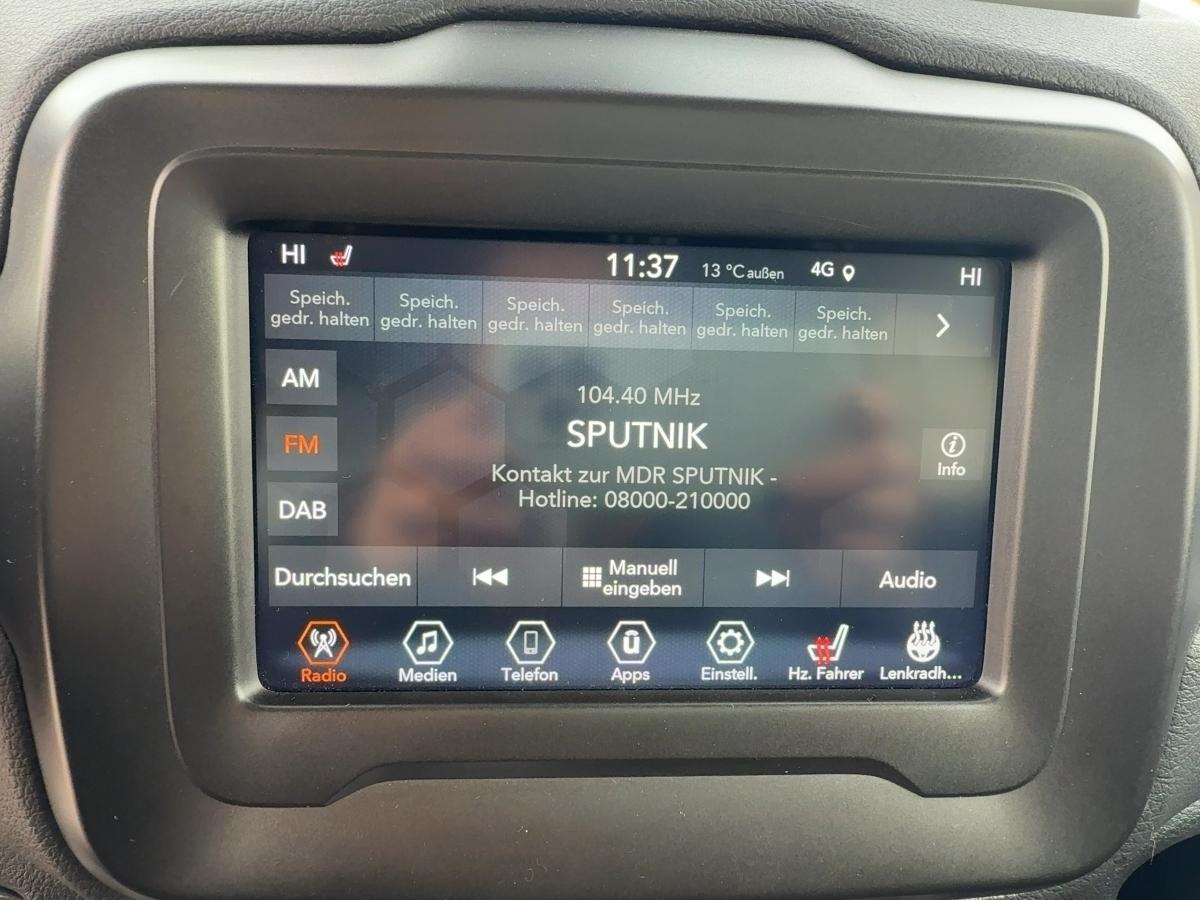 HI 11:37 13 °C außen 4G HI
Speich. gedr. halten
Speich. gedr. halten
Speich. gedr. halten
Speich. gedr. halten
Speich. gedr. halten
Speich. gedr. halten
AM
FM
DAB
104.40 MHz
SPUTNIK
Kontakt zur MDR SPUTNIK -
Hotline: 08000-210000
Info
Durchsuchen
Manuell
eingeben
Audio
Radio Medien Telefon Apps Einstell. Hz. Fahrer Lenkradh...